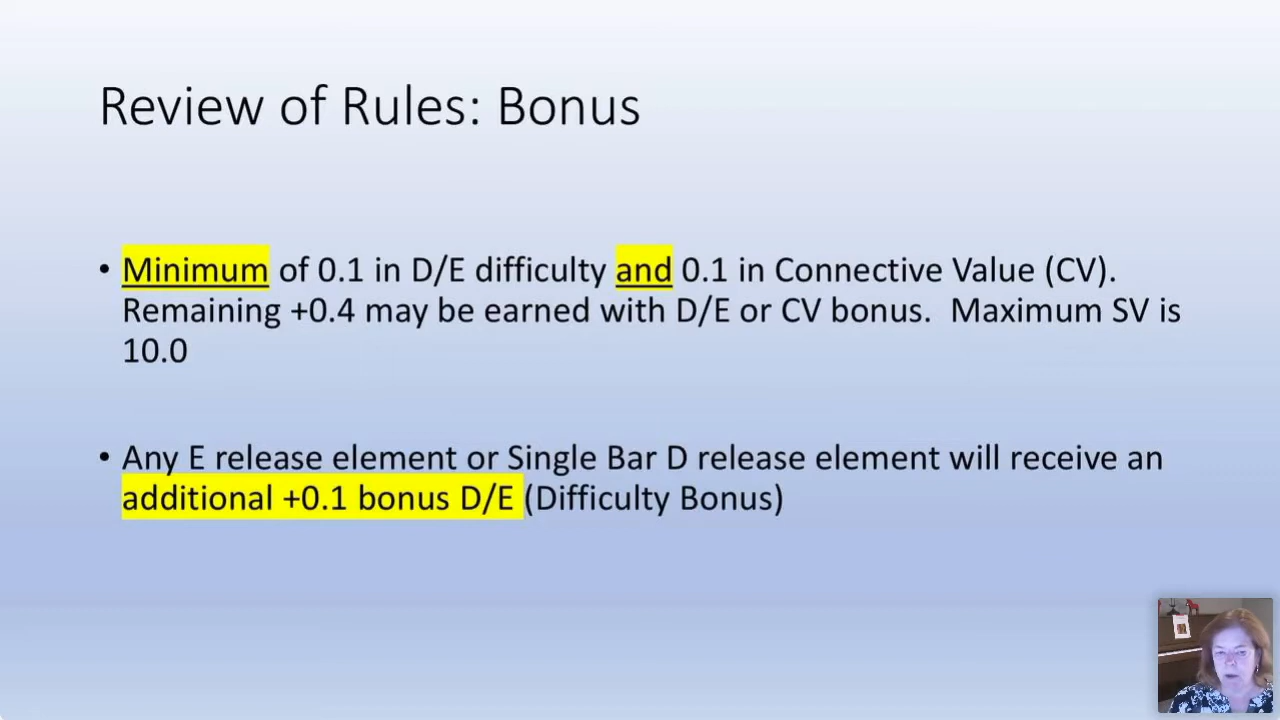 Review of Rules: Bonus
• Minimum of 0.1 in D/E difficulty and 0.1 in Connective Value (CV).
Remaining +0.4 may be earned with D/E or CV bonus.  Maximum SV is
10.0
• Any E release element or Single Bar D release element will receive an
additional +0.1 bonus D/E (Difficulty Bonus)